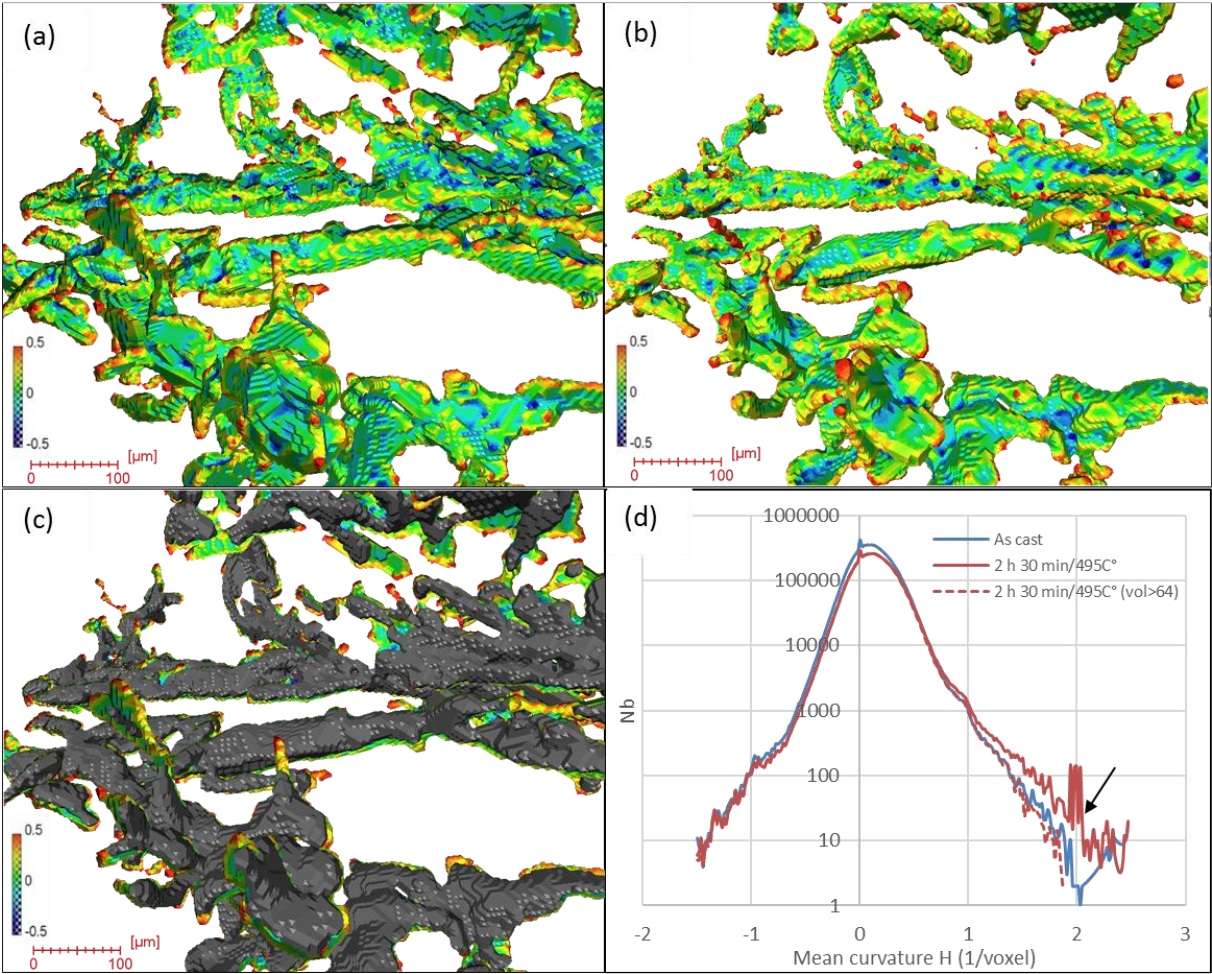 (a)
0.5
0
-0.5
[µm]
0
100
(b)
0.5
0
-0.5
[µm]
0
100
(c)
0.5
0
-0.5
[µm]
0
100
(d)
1000000
100000
10000
1000
100
10
1
Nb
As cast
2 h 30 min/495C°
2 h 30 min/495C° (vol>64)
-2
-1
0
1
2
3
Mean curvature H (1/voxel)